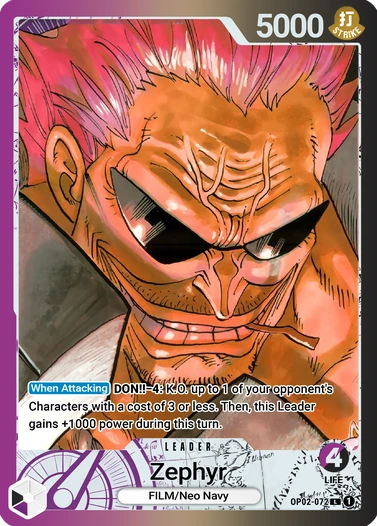 5000
打
STRIKE
When Attacking DON!!−4: K.O. up to 1 of your opponent's
Characters with a cost of 3 or less. Then, this Leader
gains +1000 power during this turn.
LEADER
Zephyr
4
LIFE
FILM/Neo Navy
OP02-072 L 1